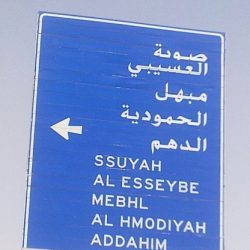 صوية
العسيبي
مبهل
الحمودية
الدهم
SSUYAH
AL ESSEYBE
MEBHL
AL HMODIYAH
ADDAHIM